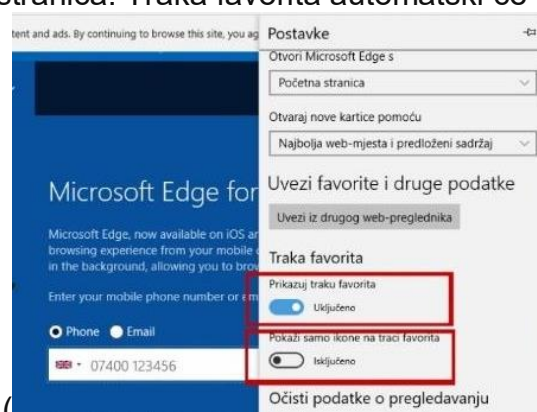 stranica. Traka favorita automatski se
tent and ads. By continuing to browse this site, you ag
Postavke
Otvori Microsoft Edge s
Početna stranica
Otvaraj nove kartice pomoću
Najbolja web-mjesta i predloženi sadržaj
Uvezi favorite i druge podatke
Uvezi iz drugog web-preglednika
Traka favorita
Prikazuj traku favorita
Uključeno
Pokaži samo ikone na traci favorita
Isključeno
Očisti podatke o pregledavanju
Microsoft Edge for
Microsoft Edge, now available on iOS an
browsing experience from your mobile
in the background, allowing you to brow
Enter your mobile phone number or em
Phone Email
07400 123456
(